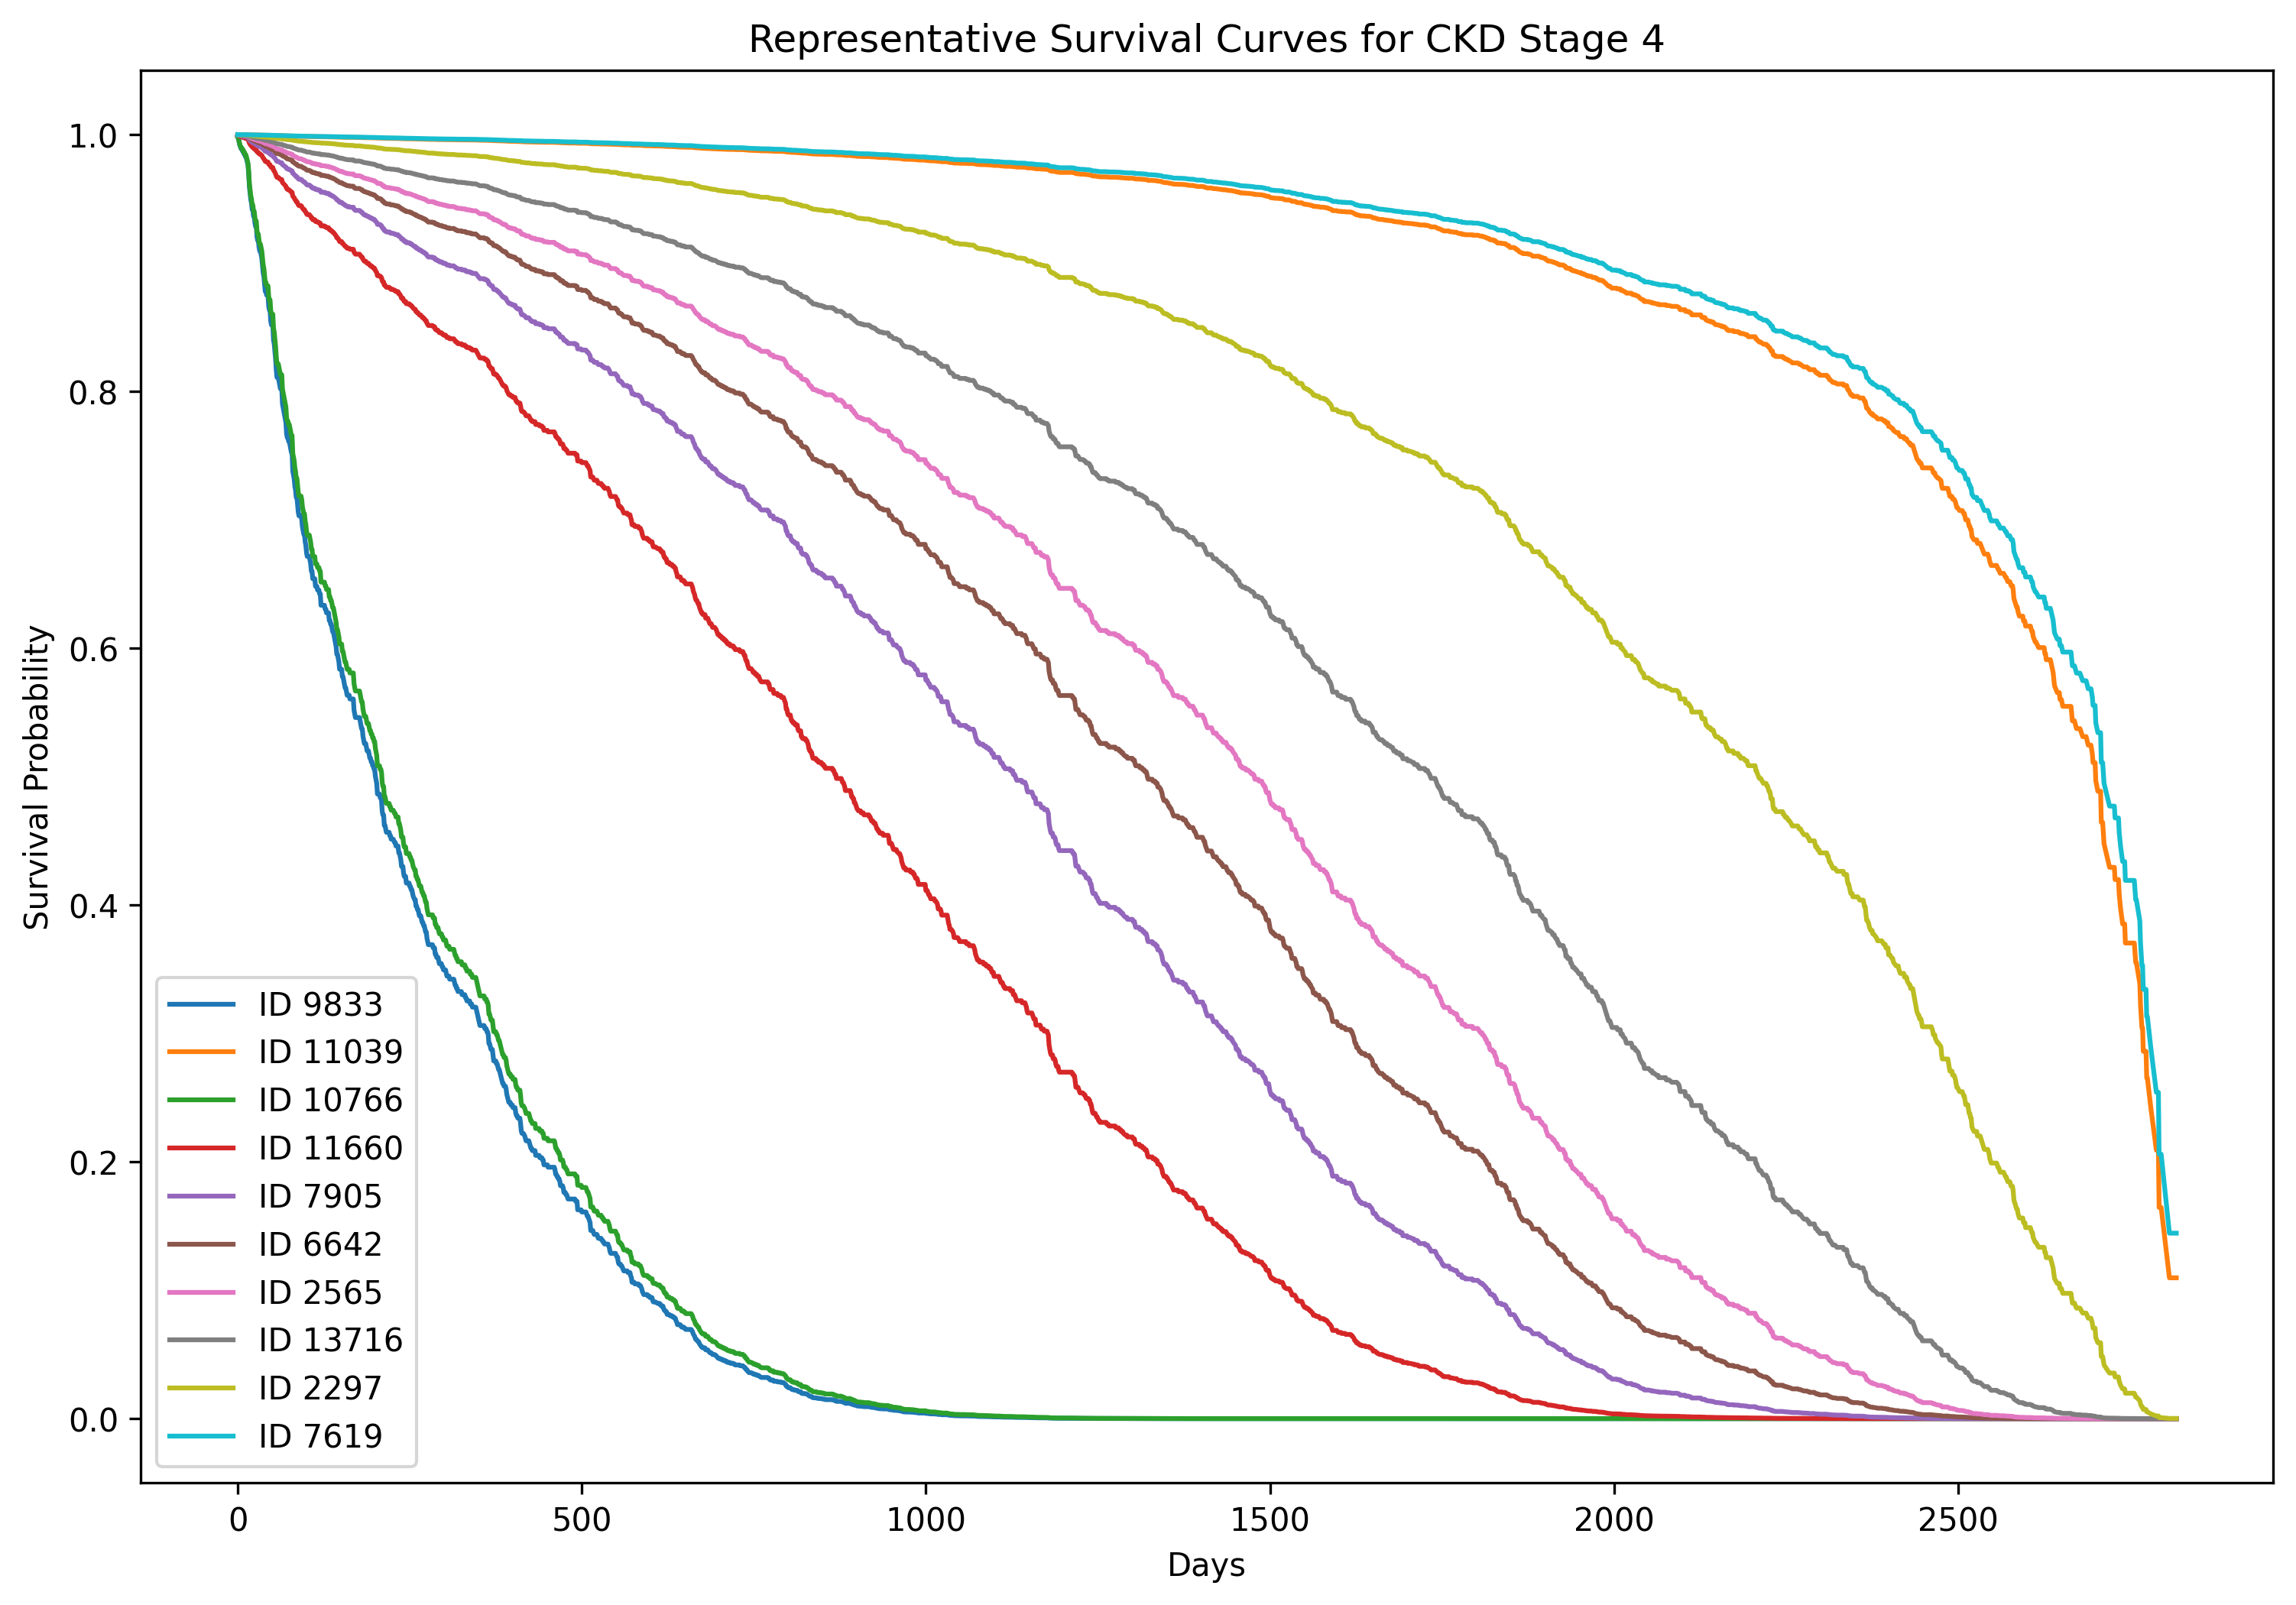 Representative Survival Curves for CKD Stage 4
Survival Probability
1.0
0.8
0.6
0.4
0.2
0.0
ID 9833
ID 11039
ID 10766
ID 11660
ID 7905
ID 6642
ID 2565
ID 13716
ID 2297
ID 7619
0 500 1000 1500 2000 2500
Days